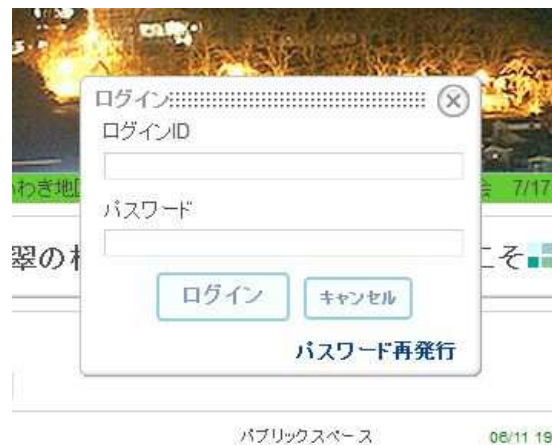 ログイン
ログインID
わき地
会 7/17
パスワード
翠の
こそ
ログイン
キャンセル
パスワード再発行
パブリックスペース
06/11 19